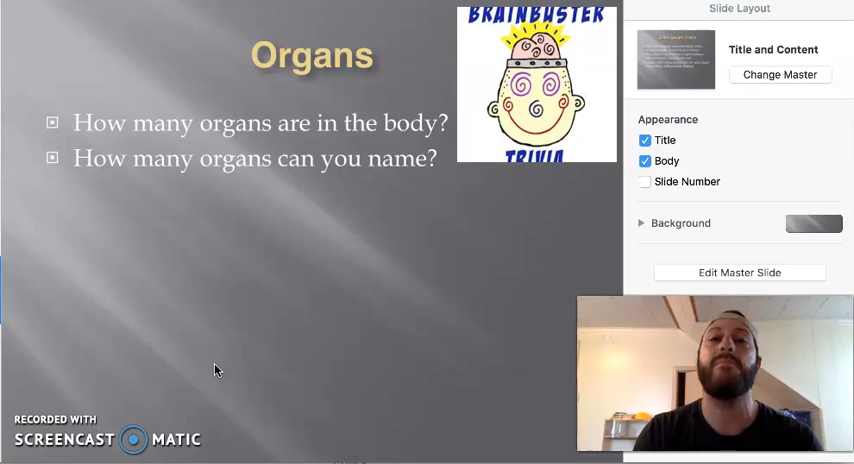 Organs
How many organs are in the body?
How many organs can you name?
BRAINBUSTER
TRIVIA
Slide Layout
Title and Content
Change Master
Appearance
Title
Body
Slide Number
Background
Edit Master Slide
RECORDED WITH
SCREENCAST MATIC